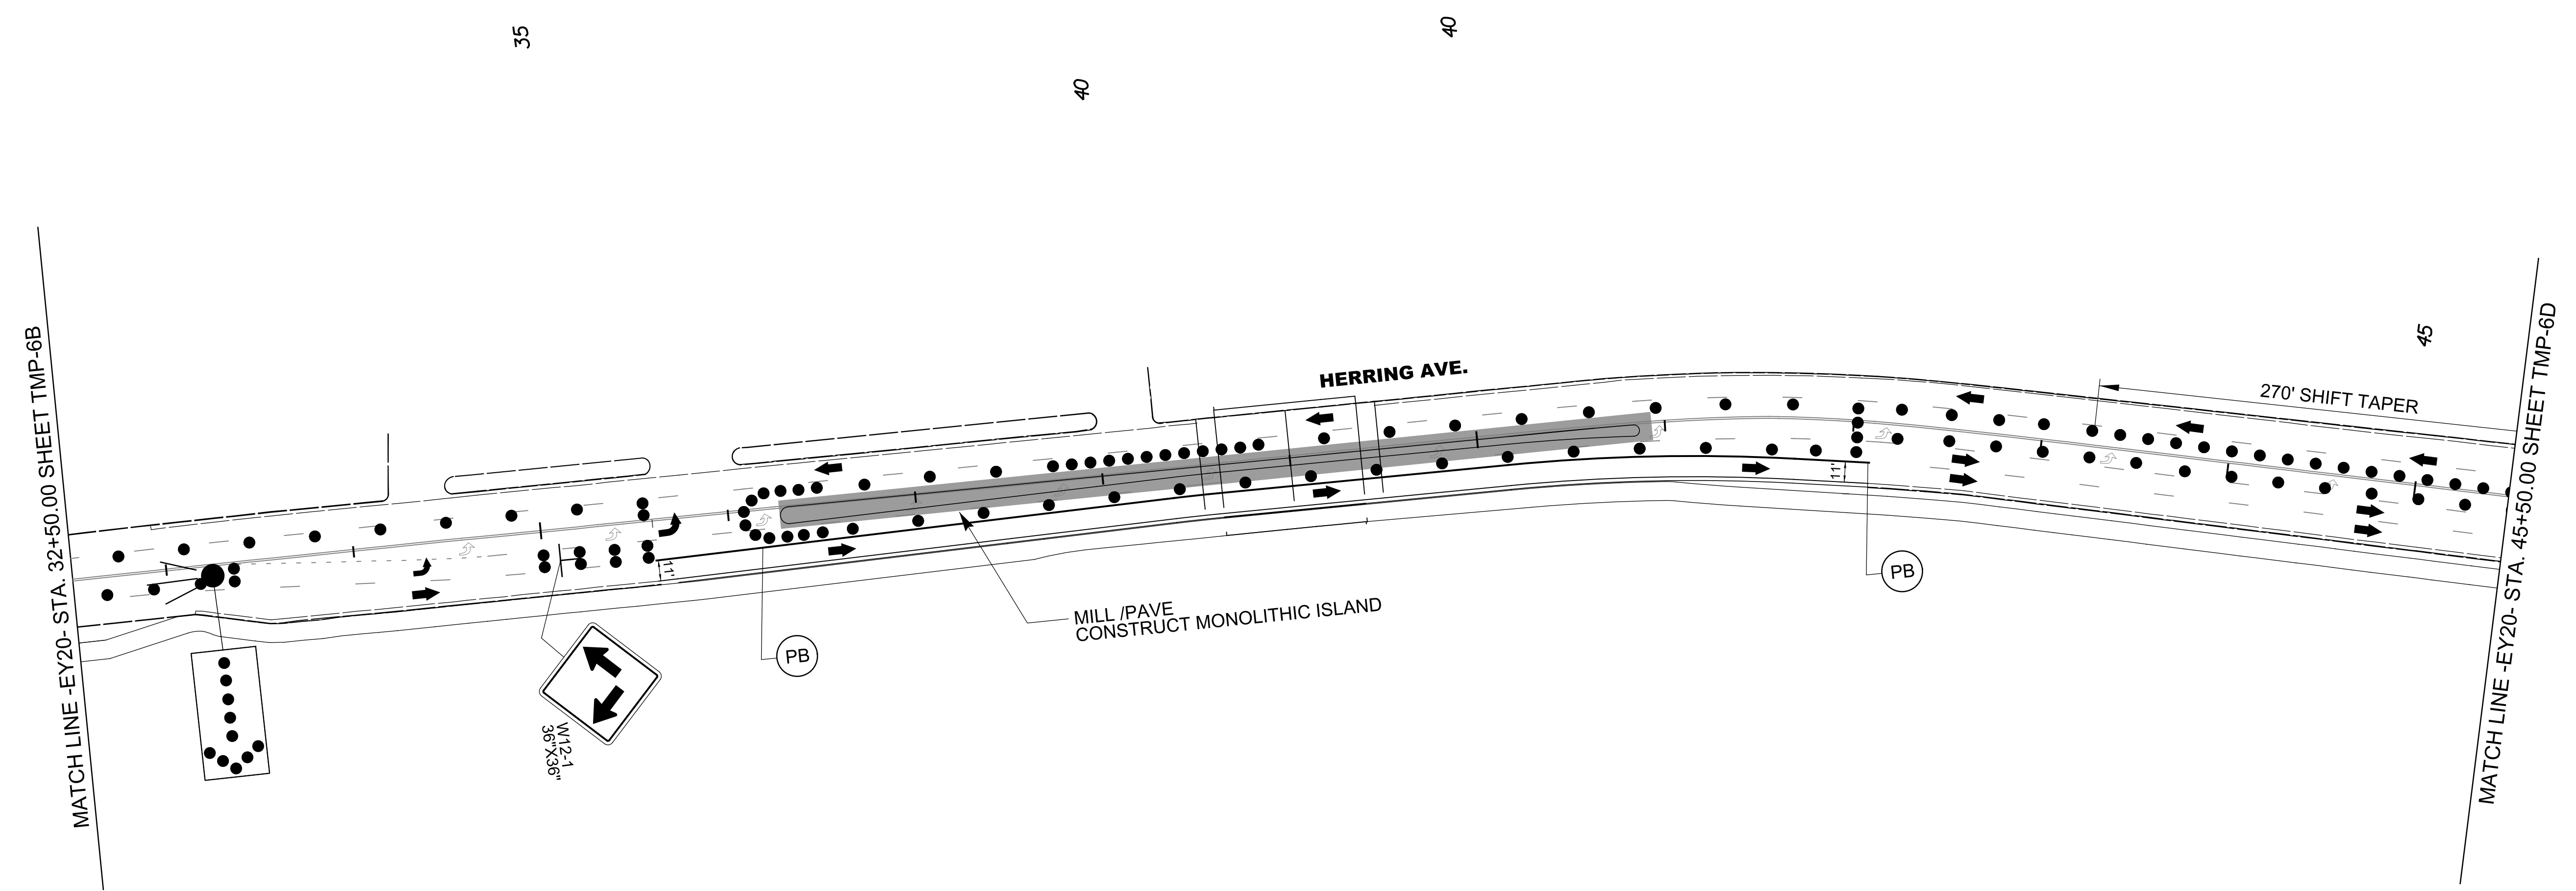 35
40
40
45
MATCH LINE -EY20- STA. 32+50.00 SHEET TMP-6B
HERRING AVE.
270' SHIFT TAPER
11'
11'
PB
PB
MILL /PAVE
CONSTRUCT MONOLITHIC ISLAND
W12-1
36"X36"
MATCH LINE -EY20- STA. 45+50.00 SHEET TMP-6D